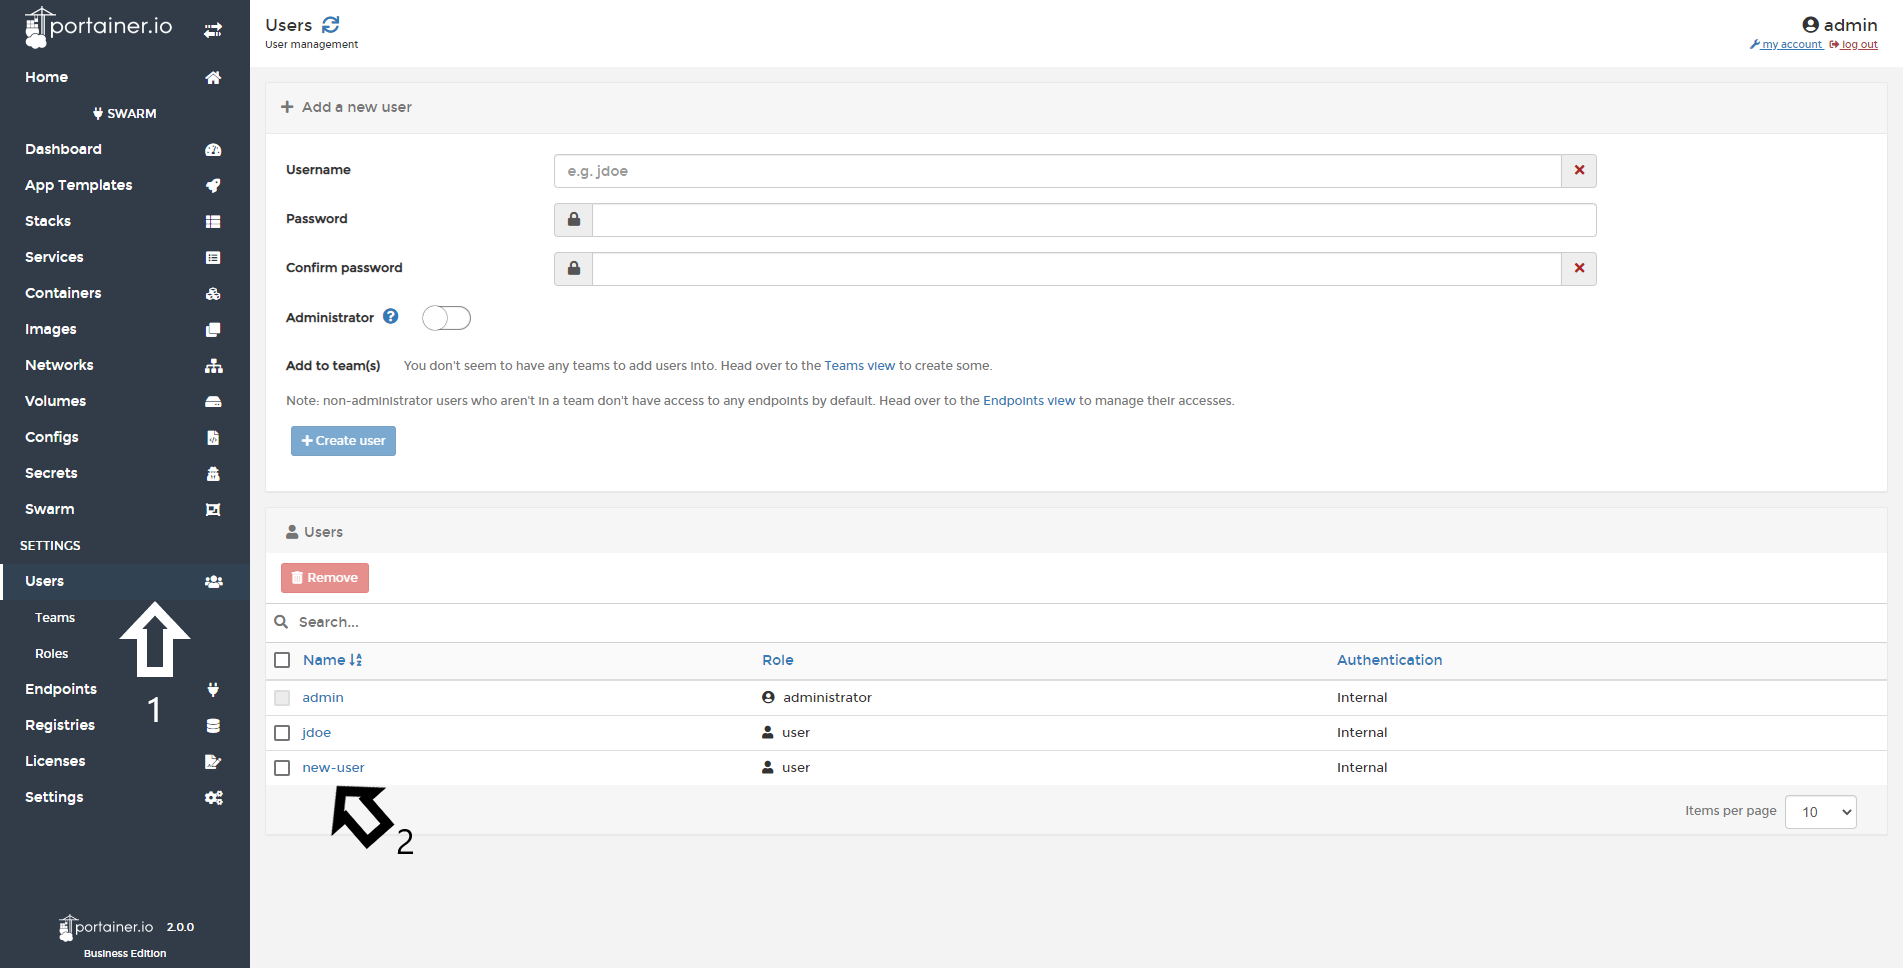 portainer.io
Home
SWARM
Dashboard
App Templates
Stacks
Services
Containers
Images
Networks
Volumes
Configs
Secrets
Swarm
SETTINGS
Users
Teams
Roles
Endpoints
Registries
Licenses
Settings
1
portainer.io 2.0.0
Business Edition
Users
User management
admin
my account log out
Add a new user
Username
e.g. jdoe
Password
Confirm password
Administrator
Add to team(s) You don't seem to have any teams to add users into. Head over to the Teams view to create some.
Note: non-administrator users who aren't in a team don't have access to any endpoints by default. Head over to the Endpoints view to manage their accesses.
Create user
Users
Remove
Search...
Name Role Authentication
admin administrator Internal
jdoe user Internal
new-user user Internal
2
Items per page 10